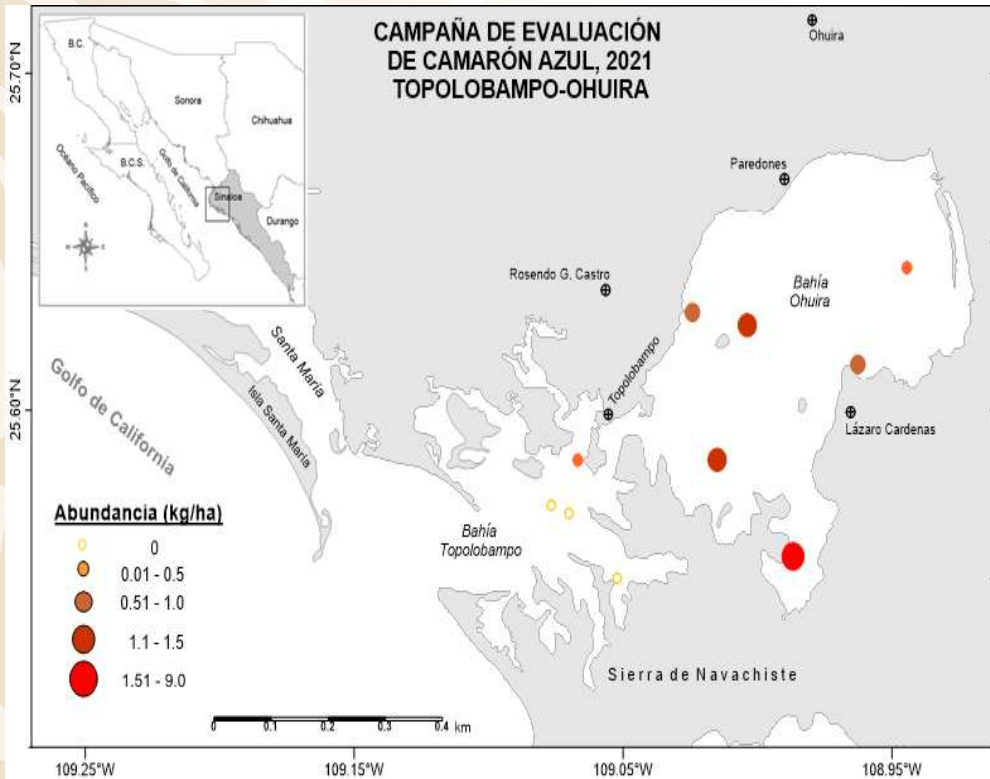 CAMPAÑA DE EVALUACIÓN
DE CAMARÓN AZUL, 2021
TOPOLOBAMPO-OHUIRA
B.C.
Sonora
Chihuahua
B.C.S.
Golfo de California
Océano Pacífico
Sinaloa
Durango
N
W
E
S
25.70°N
25.60°N
Ohuira
Paredones
Bahía
Ohuira
Rosendo G. Castro
Topolobampo
Lázaro Cardenas
Santa María
Isla Santa María
Golfo de California
Bahía
Topolobampo
Sierra de Navachiste
Abundancia (kg/ha)
0
0.01 - 0.5
0.51 - 1.0
1.1 - 1.5
1.51 - 9.0
0 0.1 0.2 0.3 0.4 km
109.25°W 109.15°W 109.05°W 108.95°W